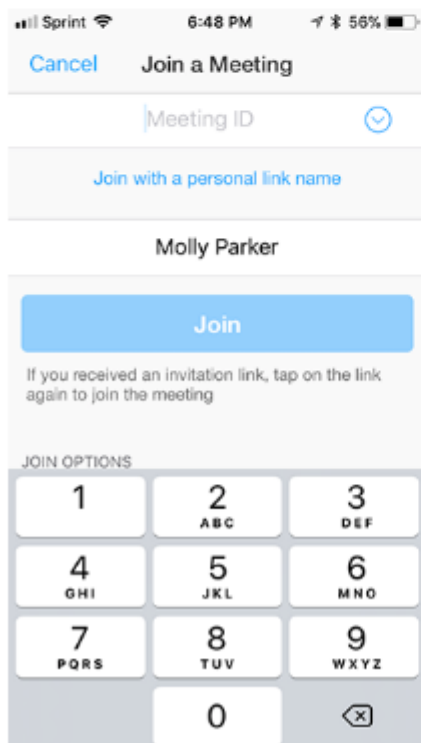 Sprint 6:48 PM 56%
Cancel Join a Meeting
Meeting ID
Join with a personal link name
Molly Parker
Join
If you received an invitation link, tap on the link
again to join the meeting
JOIN OPTIONS
1 2 3
ABC DEF
4 5 6
GHI JKL MNO
7 8 9
PQRS TUV WXYZ
0